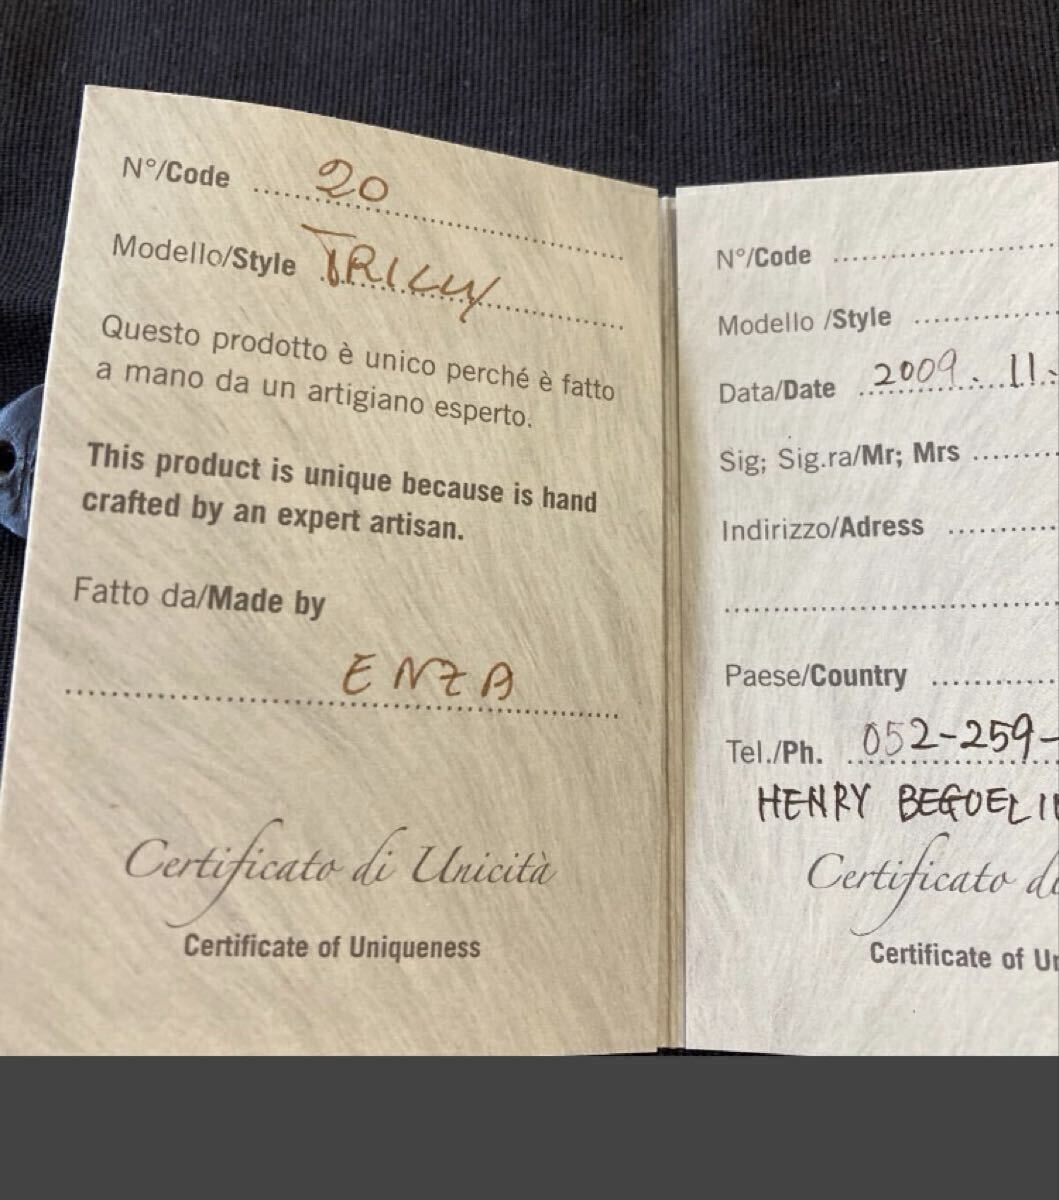 N°/Code 20
Modello/Style TRILLY
Questo prodotto è unico perché è fatto
a mano da un artigiano esperto.
This product is unique because is hand
crafted by an expert artisan.
Fatto da/Made by
ENZA
Certificato di Unicità
Certificate of Uniqueness
N°/Code
Modello /Style
Data/Date 2009. 11.
Sig; Sig.ra/Mr; Mrs
Indirizzo/Adress
Paese/Country
Tel./Ph. 052-259-
HENRY BEGUELI
Certificato d
Certificate of U